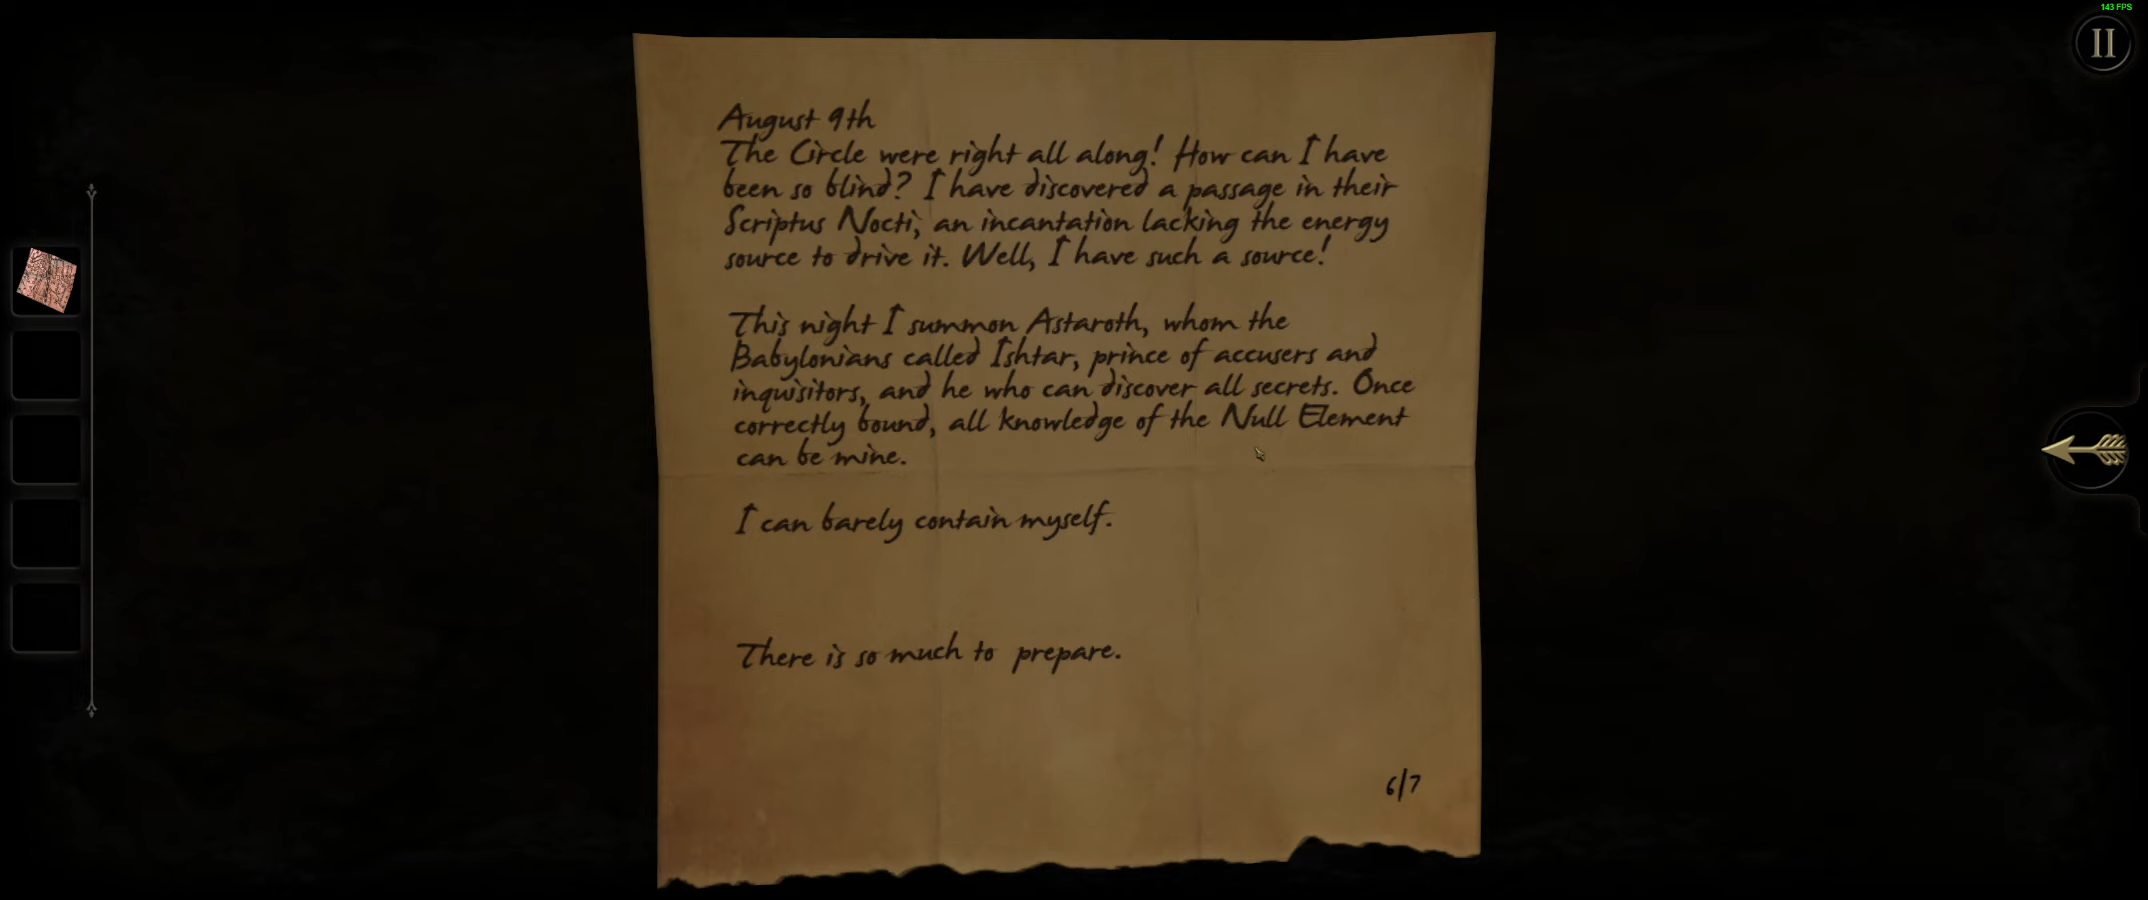 143 FPS
II
August 9th
The Circle were right all along! How can I have
been so blind? I have discovered a passage in their
Scriptus Nocti, an incantation lacking the energy
source to drive it. Well, I have such a source!
This night I summon Astaroth, whom the
Babylonians called Ishtar, prince of accusers and
inquisitors, and he who can discover all secrets. Once
correctly bound, all knowledge of the Null Element
can be mine.
I can barely contain myself.
There is so much to prepare.
6/7